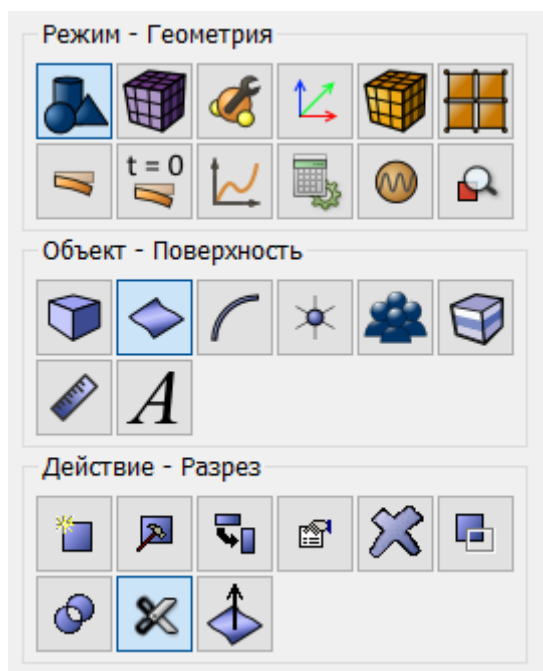 Режим - Геометрия
t = 0
Объект - Поверхность
A
Действие - Разрез